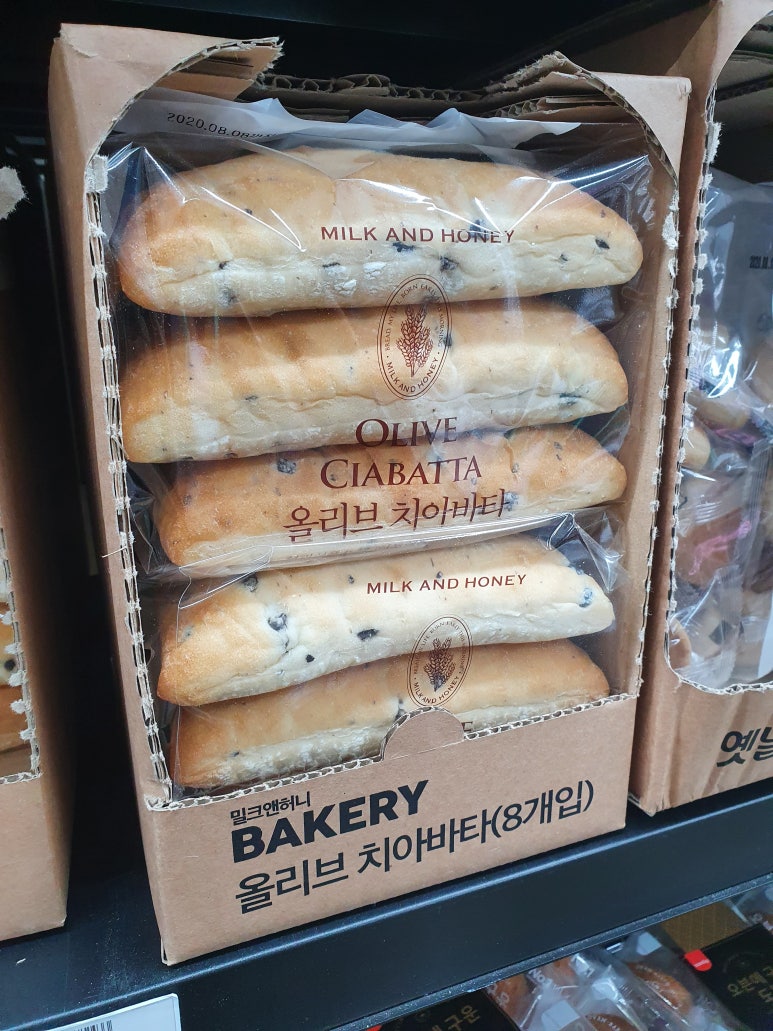 2020.08.08
MILK AND HONEY
MILK AND HONEY
OLIVE
CIABATTA
올리브 치아바타
MILK AND HONEY
MILK AND HONEY
밀크앤허니
BAKERY
올리브 치아바타(8개입)
옛날